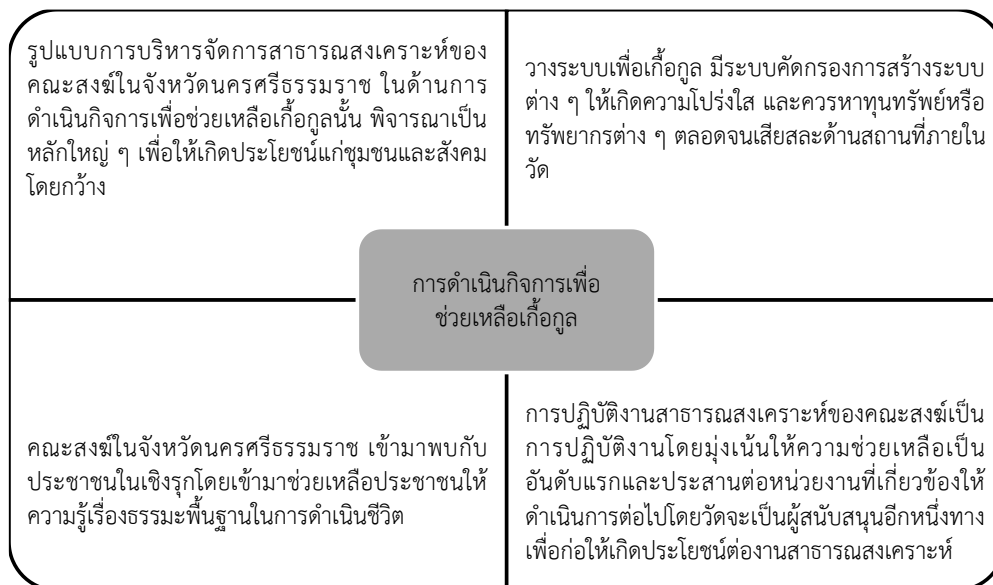 รูปแบบการบริหารจัดการสาธารณสงเคราะห์ของ
คณะสงฆ์ในจังหวัดนครศรีธรรมราช ในด้านการ
ดำเนินกิจการเพื่อช่วยเหลือเกื้อกูลนั้น พิจารณาเป็น
หลักใหญ่ ๆ เพื่อให้เกิดประโยชน์แก่ชุมชนและสังคม
โดยกว้าง
วางระบบเพื่อเกื้อกูล มีระบบคัดกรองการสร้างระบบ
ต่าง ๆ ให้เกิดความโปร่งใส และควรหาทุนทรัพย์หรือ
ทรัพยากรต่าง ๆ ตลอดจนเสียสละด้านสถานที่ภายใน
วัด
การดำเนินกิจการเพื่อ
ช่วยเหลือเกื้อกูล
คณะสงฆ์ในจังหวัดนครศรีธรรมราช เข้ามาพบกับ
ประชาชนในเชิงรุกโดยเข้ามาช่วยเหลือประชาชนให้
ความรู้เรื่องธรรมะพื้นฐานในการดำเนินชีวิต
การปฏิบัติงานสาธารณสงเคราะห์ของคณะสงฆ์เป็น
การปฏิบัติงานโดยมุ่งเน้นให้ความช่วยเหลือเป็น
อันดับแรกและประสานต่อหน่วยงานที่เกี่ยวข้องให้
ดำเนินการต่อไปโดยวัดจะเป็นผู้สนับสนุนอีกหนึ่งทาง
เพื่อก่อให้เกิดประโยชน์ต่องานสาธารณสงเคราะห์